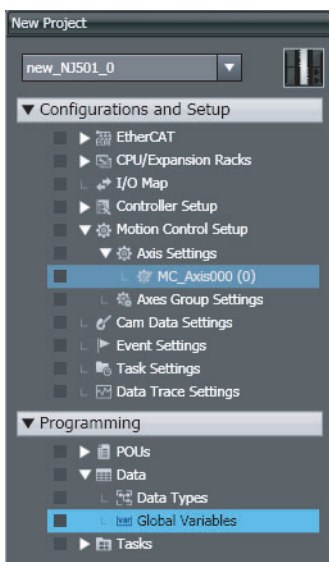 New Project
new_NJ501_0
Configurations and Setup
EtherCAT
CPU/Expansion Racks
I/O Map
Controller Setup
Motion Control Setup
Axis Settings
MC_Axis000 (0)
Axes Group Settings
Cam Data Settings
Event Settings
Task Settings
Data Trace Settings
Programming
POUs
Data
Data Types
var Global Variables
Tasks